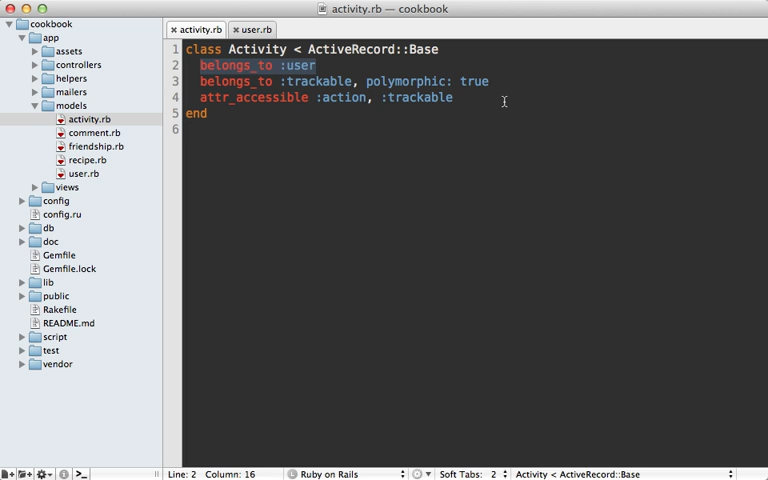 activity.rb — cookbook
cookbook
app
assets
controllers
helpers
mailers
models
activity.rb
comment.rb
friendship.rb
recipe.rb
user.rb
views
config
config.ru
db
doc
Gemfile
Gemfile.lock
lib
public
Rakefile
README.md
script
test
vendor
activity.rb
user.rb
1 class Activity < ActiveRecord::Base
2 belongs_to :user
3 belongs_to :trackable, polymorphic: true
4 attr_accessible :action, :trackable
5 end
6
Line: 2 Column: 16
Ruby on Rails
Soft Tabs: 2
Activity < ActiveRecord::Base